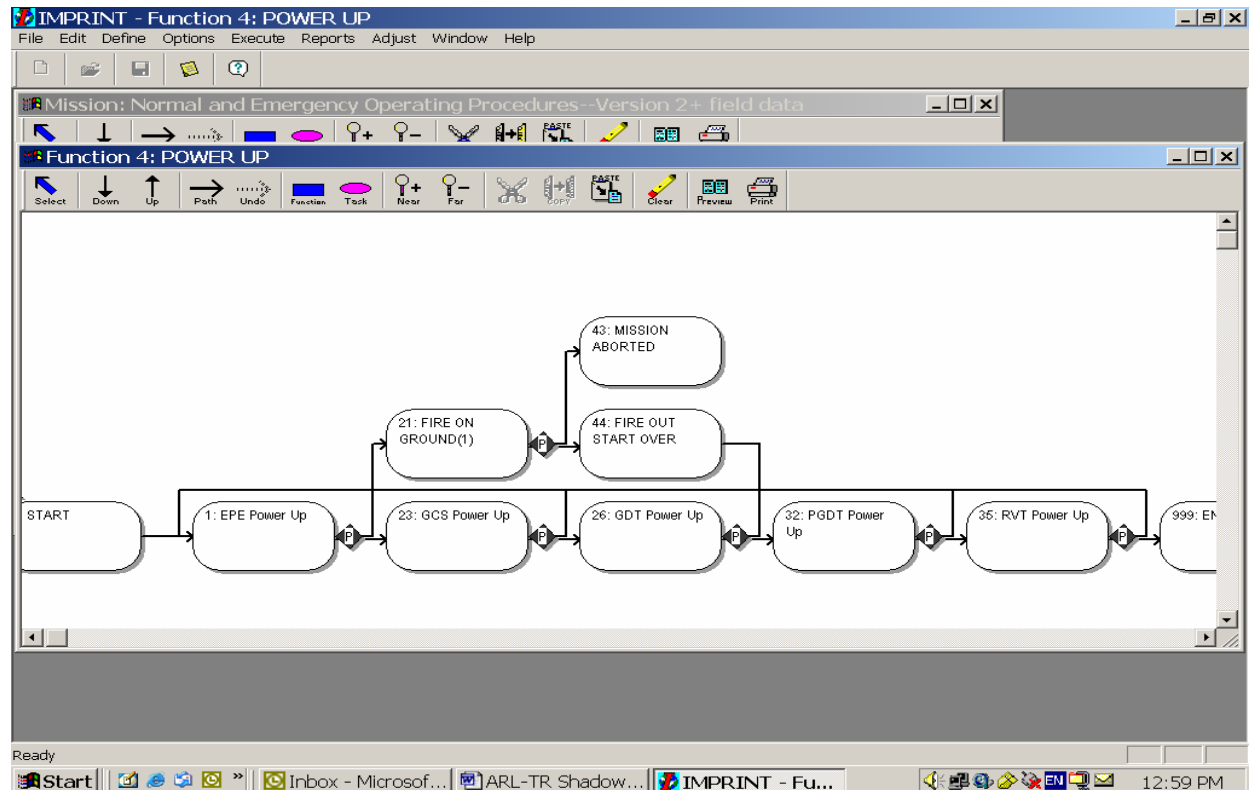 IMPRINT - Function 4: POWER UP
File Edit Define Options Execute Reports Adjust Window Help
Mission: Normal and Emergency Operating Procedures--Version 2+ field data
PASTE
Function 4: POWER UP
PASTE
Select Down Up Path Undo Function Task Near Far COPY Clear Preview Print
43: MISSION
ABORTED
21: FIRE ON
GROUND(1)
P
44: FIRE OUT
START OVER
START
1: EPE Power Up
P
23: GCS Power Up
P
26: GDT Power Up
P
32: PGDT Power
Up
P
35: RVT Power Up
P
999: EN
Ready
Start
»
Inbox - Microsof...
ARL-TR Shadow...
IMPRINT - Fu...
EN
12:59 PM